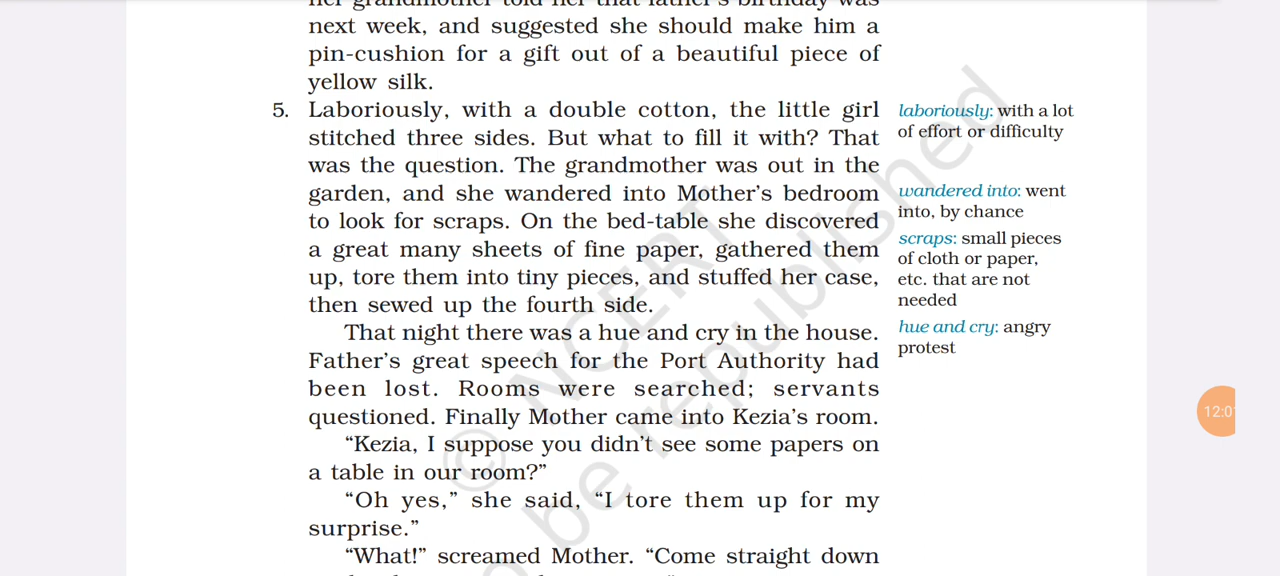 next week, and suggested she should make him a
pin-cushion for a gift out of a beautiful piece of
yellow silk.
5. Laboriously, with a double cotton, the little girl
stitched three sides. But what to fill it with? That
was the question. The grandmother was out in the
garden, and she wandered into Mother's bedroom
to look for scraps. On the bed-table she discovered
a great many sheets of fine paper, gathered them
up, tore them into tiny pieces, and stuffed her case,
then sewed up the fourth side.
That night there was a hue and cry in the house.
Father's great speech for the Port Authority had
been lost. Rooms were searched; servants
questioned. Finally Mother came into Kezia's room.
“Kezia, I suppose you didn't see some papers on
a table in our room?”
“Oh yes,” she said, “I tore them up for my
surprise.”
“What!” screamed Mother. “Come straight down
laboriously: with a lot
of effort or difficulty
wandered into: went
into, by chance
scraps: small pieces
of cloth or paper,
etc. that are not
needed
hue and cry: angry
protest
© NCERT
be republished